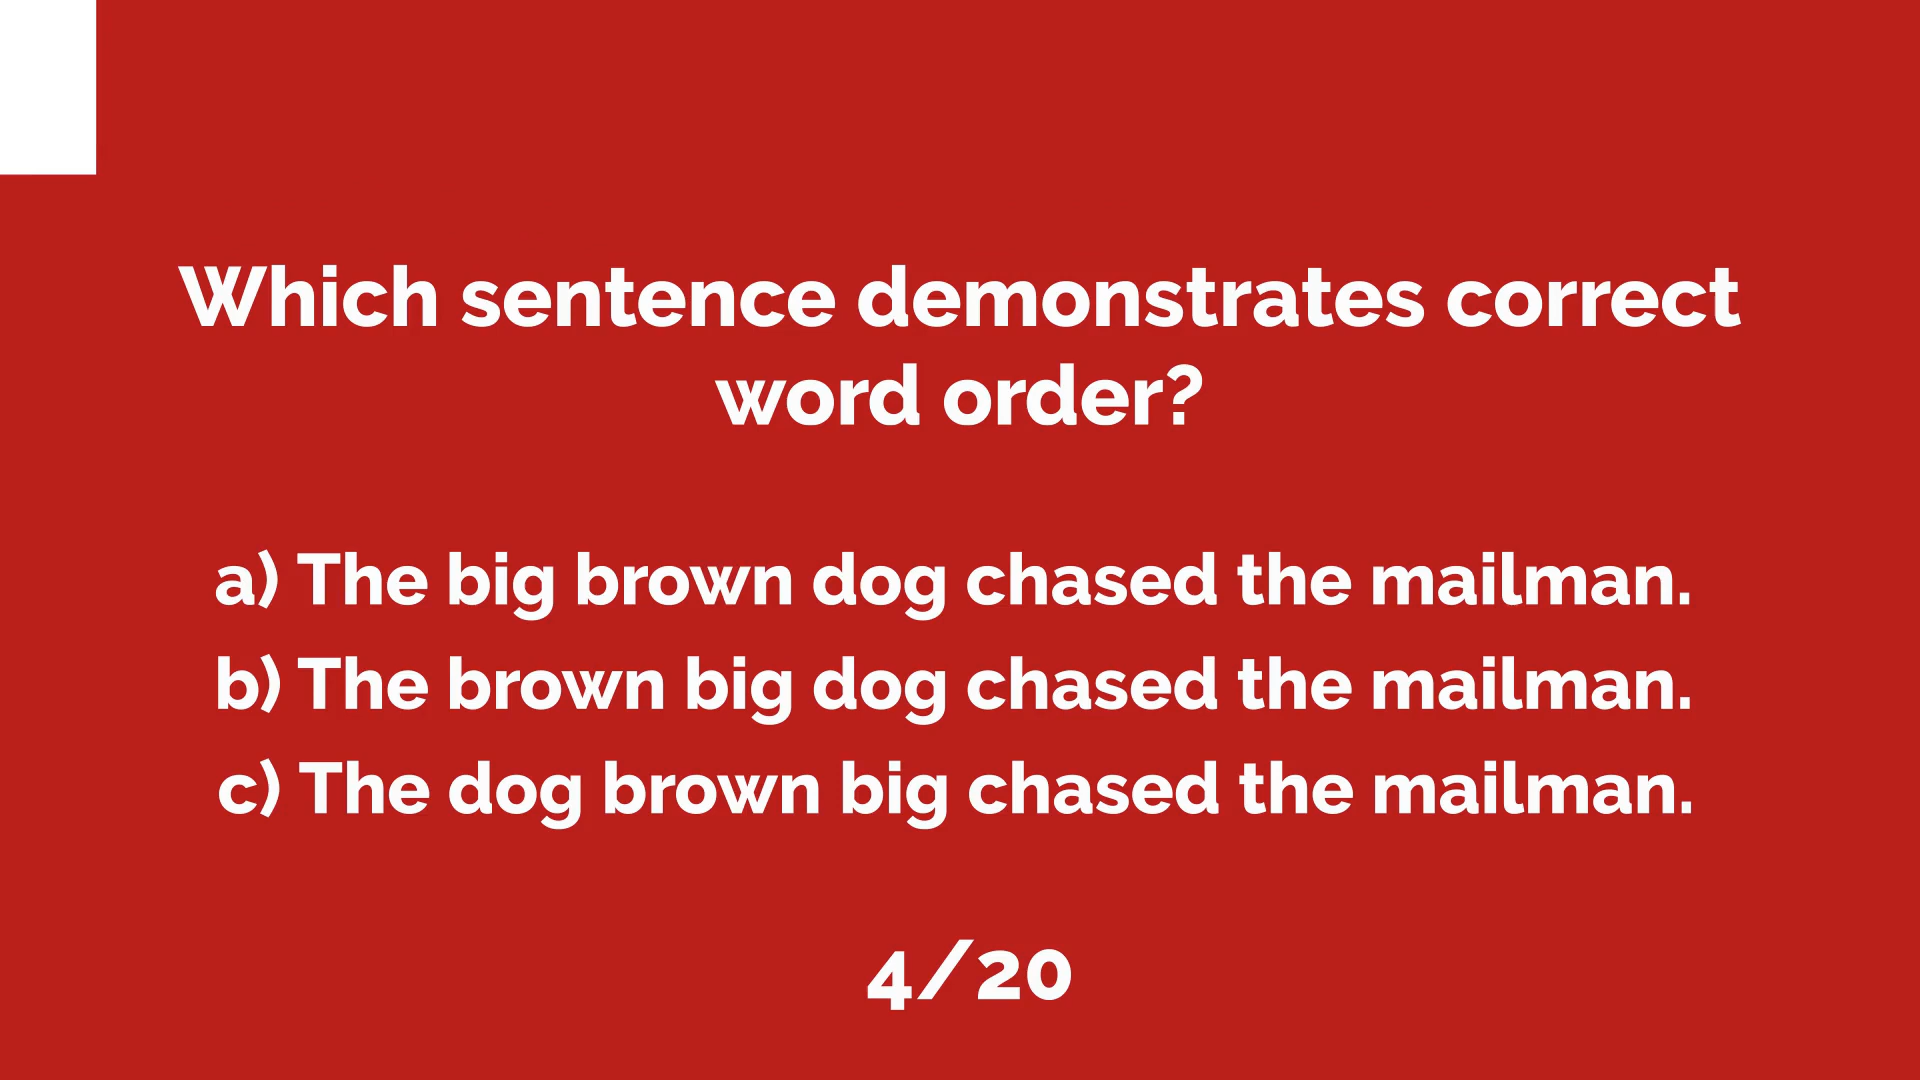 Which sentence demonstrates correct
word order?
a) The big brown dog chased the mailman.
b) The brown big dog chased the mailman.
c) The dog brown big chased the mailman.
4/20